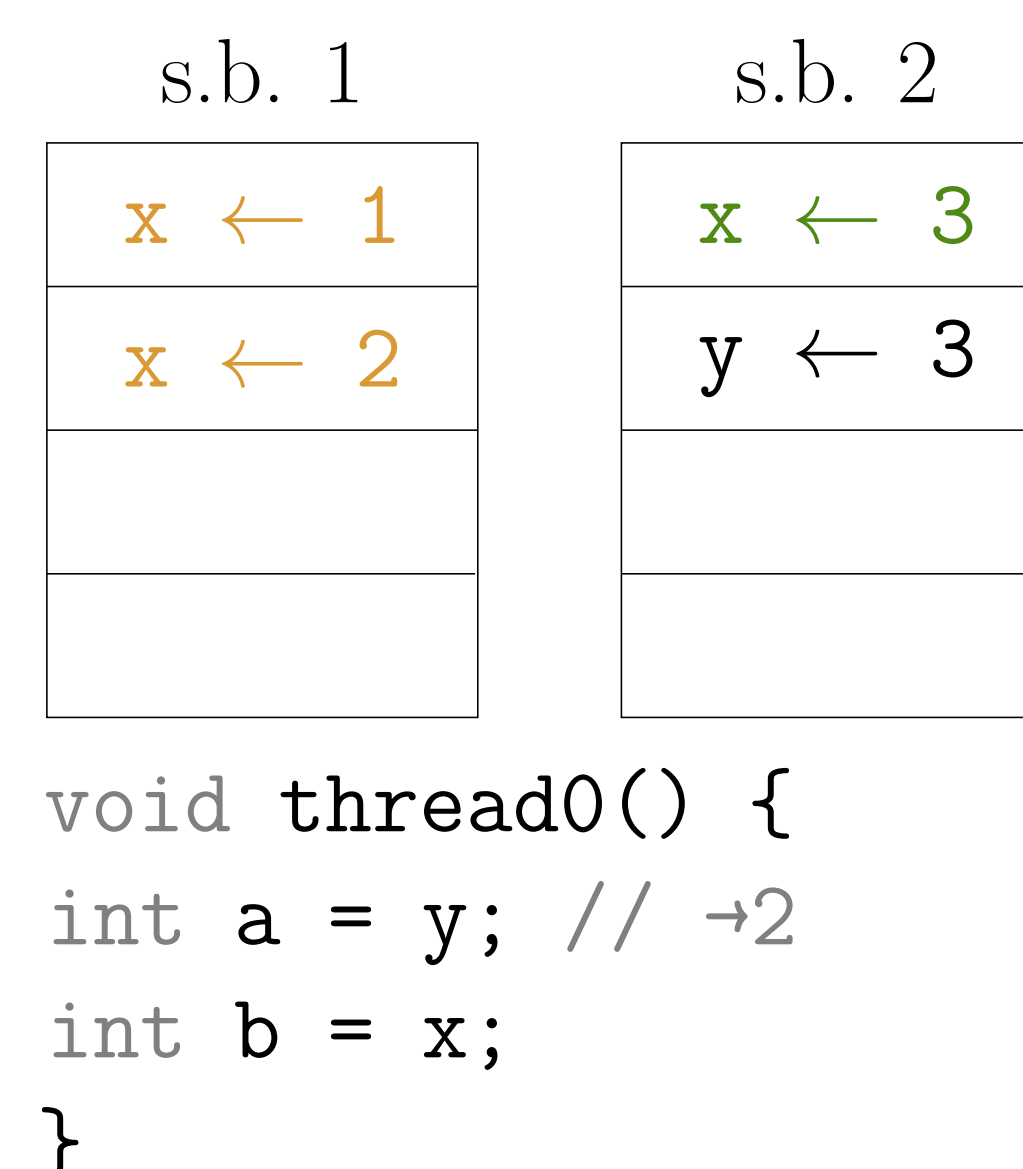 s.b. 1 s.b. 2
x ← 1 x ← 3
x ← 2 y ← 3
void thread0() {
int a = y; // →2
int b = x;
}